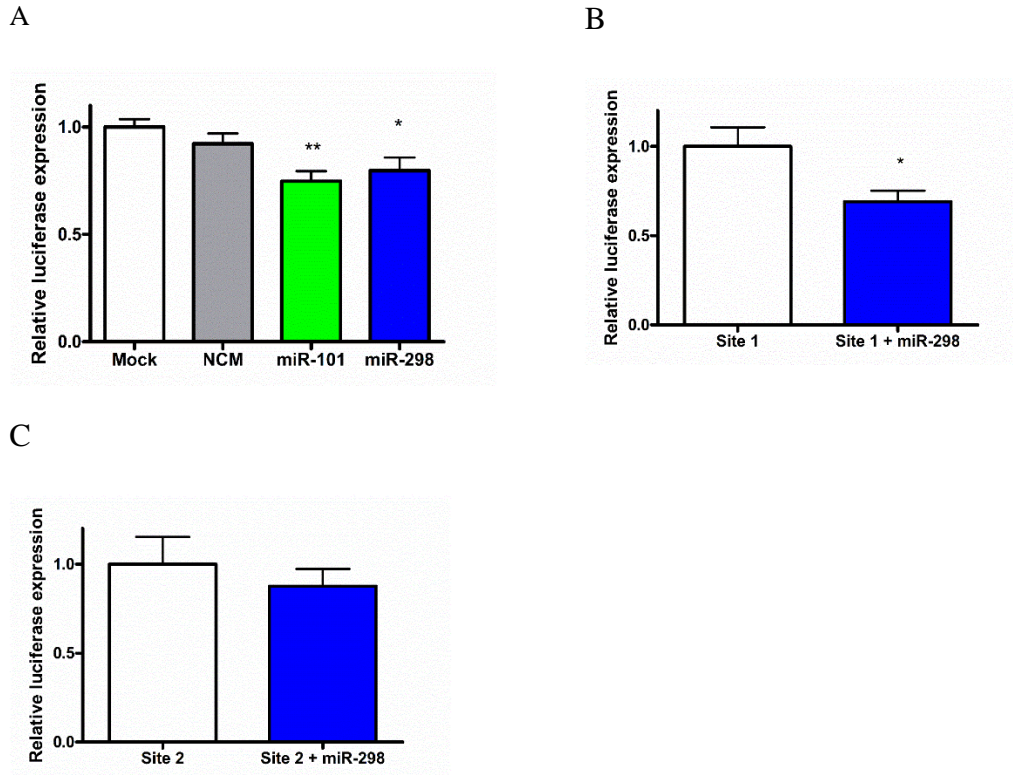 A
Relative luciferase expression
1.0
0.5
0.0
**
*
Mock NCM miR-101 miR-298
B
Relative luciferase expression
1.0
0.5
0.0
*
Site 1 Site 1 + miR-298
C
Relative luciferase expression
1.0
0.5
0.0
Site 2 Site 2 + miR-298